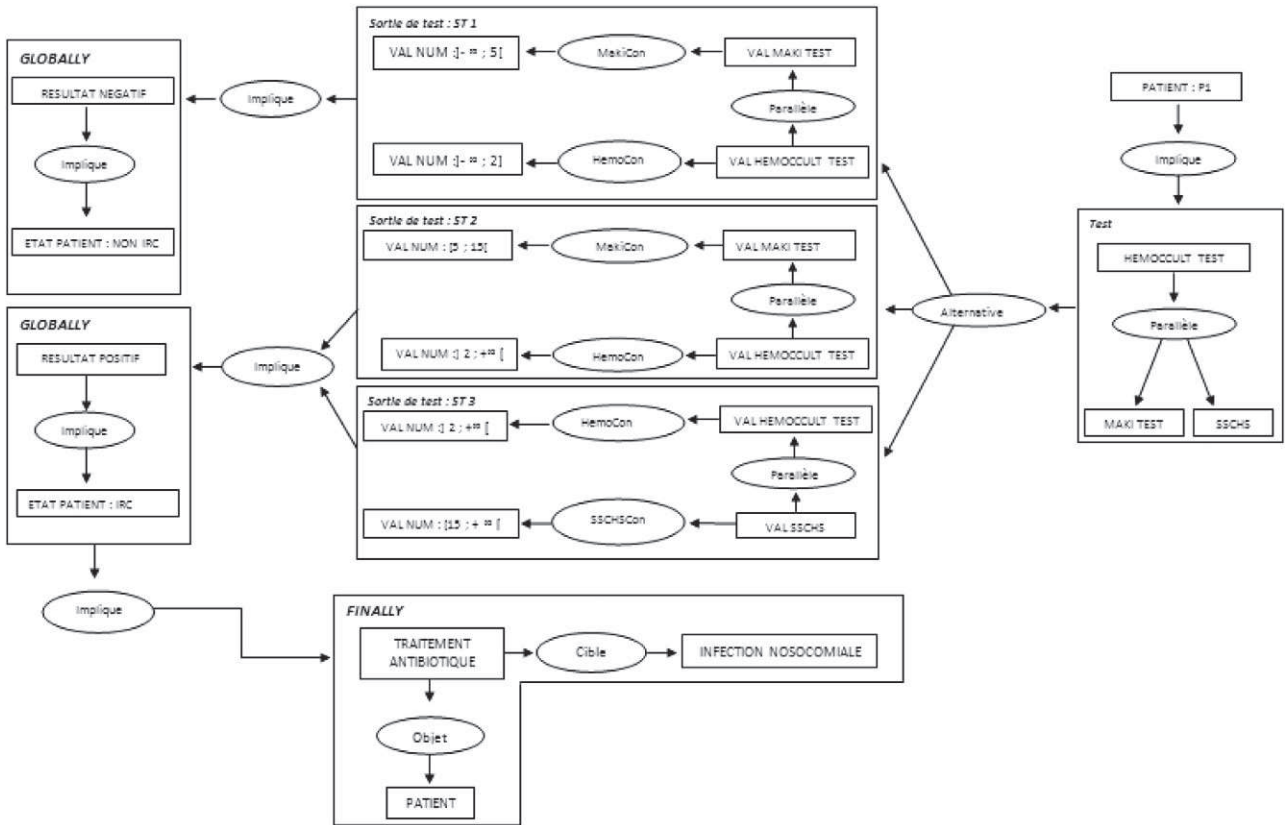 GLOBALLY
RESULTAT NEGATIF
Implique
ETAT PATIENT : NON IRC
Implique
Sortie de test : ST 1
VAL NUM :]- ∞ ; 5[
MakiCon
VAL MAKI TEST
Parallèle
VAL NUM :]- ∞ ; 2]
HemoCon
VAL HEMOCCULT TEST
PATIENT : P1
Implique
Test
HEMOCCULT TEST
Parallèle
MAKI TEST
SSCHS
Alternative
Sortie de test : ST 2
VAL NUM : [5 ; 15[
MakiCon
VAL MAKI TEST
Parallèle
VAL NUM :] 2 ; +∞ [
HemoCon
VAL HEMOCCULT TEST
GLOBALLY
RESULTAT POSITIF
Implique
ETAT PATIENT : IRC
Implique
Sortie de test : ST 3
VAL NUM :] 2 ; +∞ [
HemoCon
VAL HEMOCCULT TEST
Parallèle
VAL NUM : [15 ; + ∞ [
SSCHSCon
VAL SSCHS
Implique
FINALLY
TRAITEMENT
ANTIBIOTIQUE
Cible
INFECTION NOSOCOMIALE
Objet
PATIENT